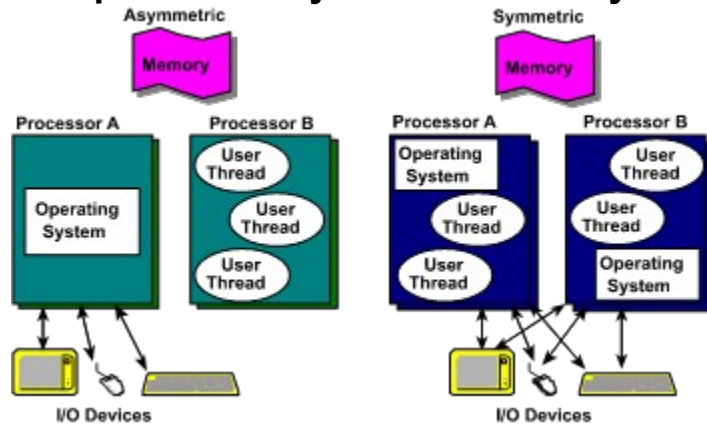 Asymmetric
Memory
Processor A
Processor B
Operating
System
User
Thread
User
Thread
User
Thread
I/O Devices
Symmetric
Memory
Processor A
Processor B
Operating
System
User
Thread
User
Thread
User
Thread
User
Thread
Operating
System
I/O Devices